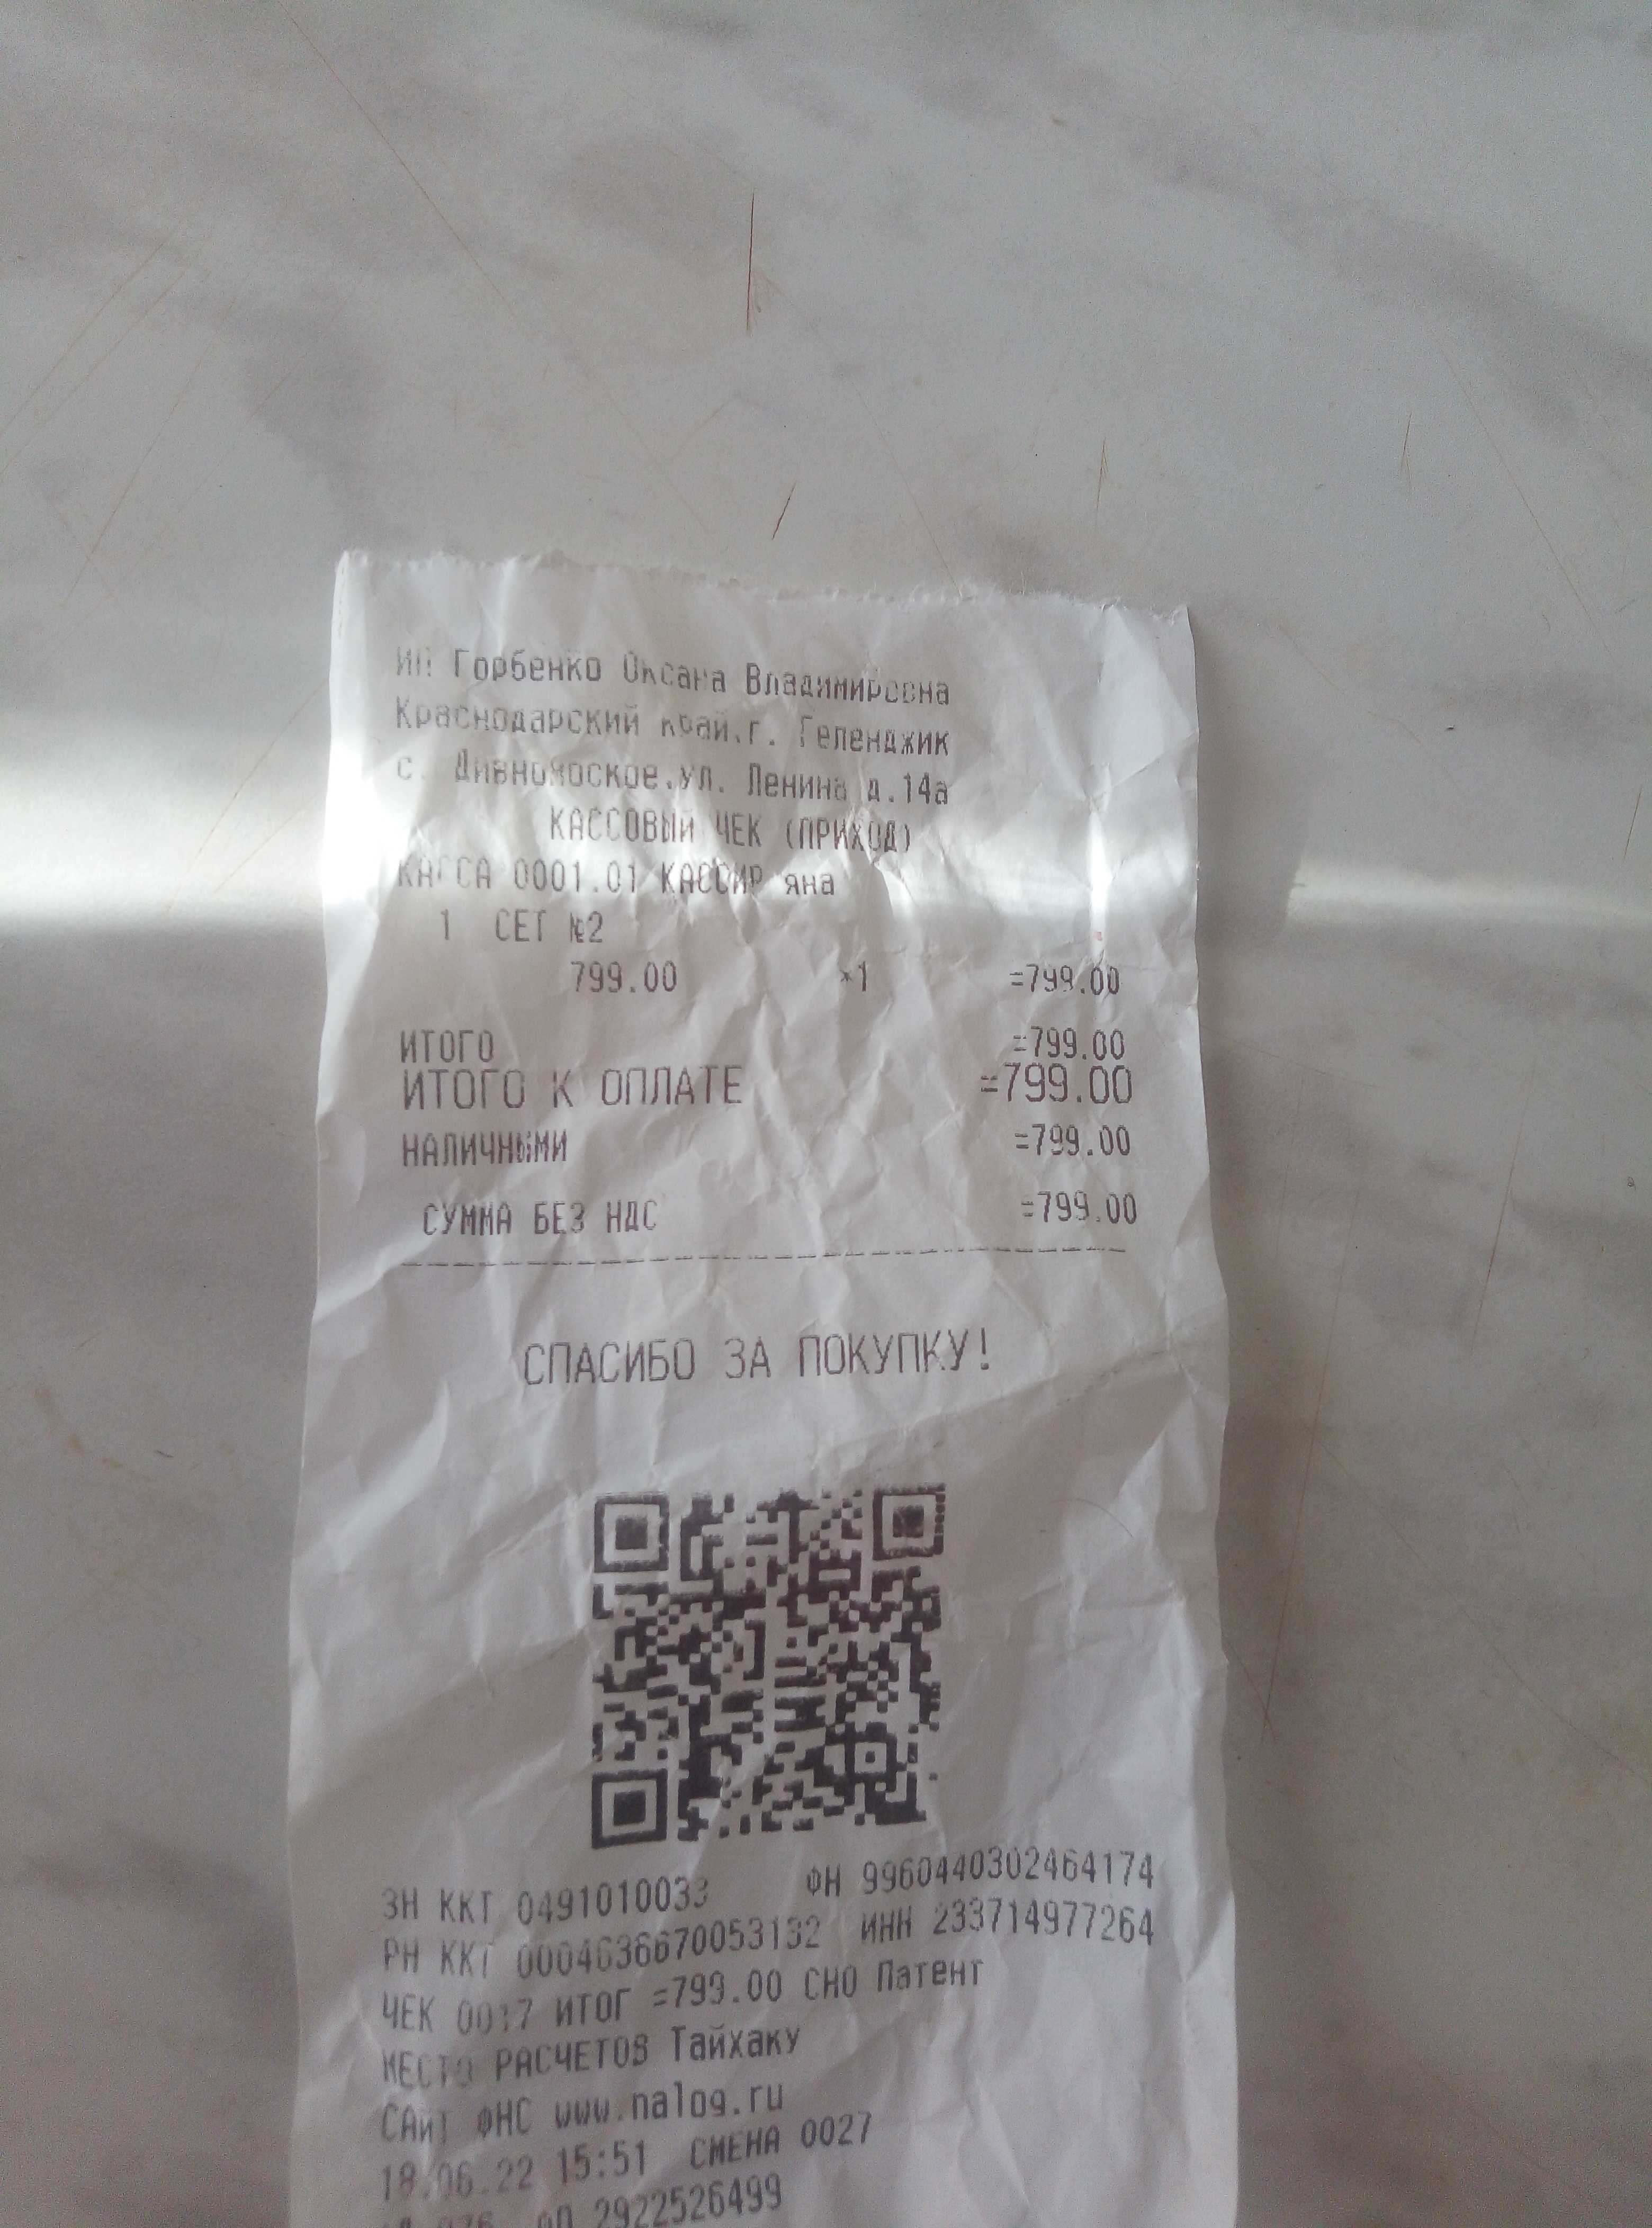 ИП Горбенко Оксана Владимировна
Краснодарский край,г. Геленджик
с. Дивноморское,ул. Ленина д.14а
КАССОВЫЙ ЧЕК (ПРИХОД)
КАССА 0001.01 КАССИР яна
1 СЕТ №2
799.00 *1 =799.00
ИТОГО =799.00
ИТОГО К ОПЛАТЕ =799.00
НАЛИЧНЫМИ =799.00
СУММА БЕЗ НДС =799.00
СПАСИБО ЗА ПОКУПКУ!
ЗН ККТ 0491010033 ФН 9960440302464174
РН ККТ 0004636670053132 ИНН 233714977264
ЧЕК 0017 ИТОГ =799.00 СНО Патент
МЕСТО РАСЧЕТОВ Тайхаку
САЙТ ФНС www.nalog.ru
18.06.22 15:51 СМЕНА 0027
ФП 2922526499